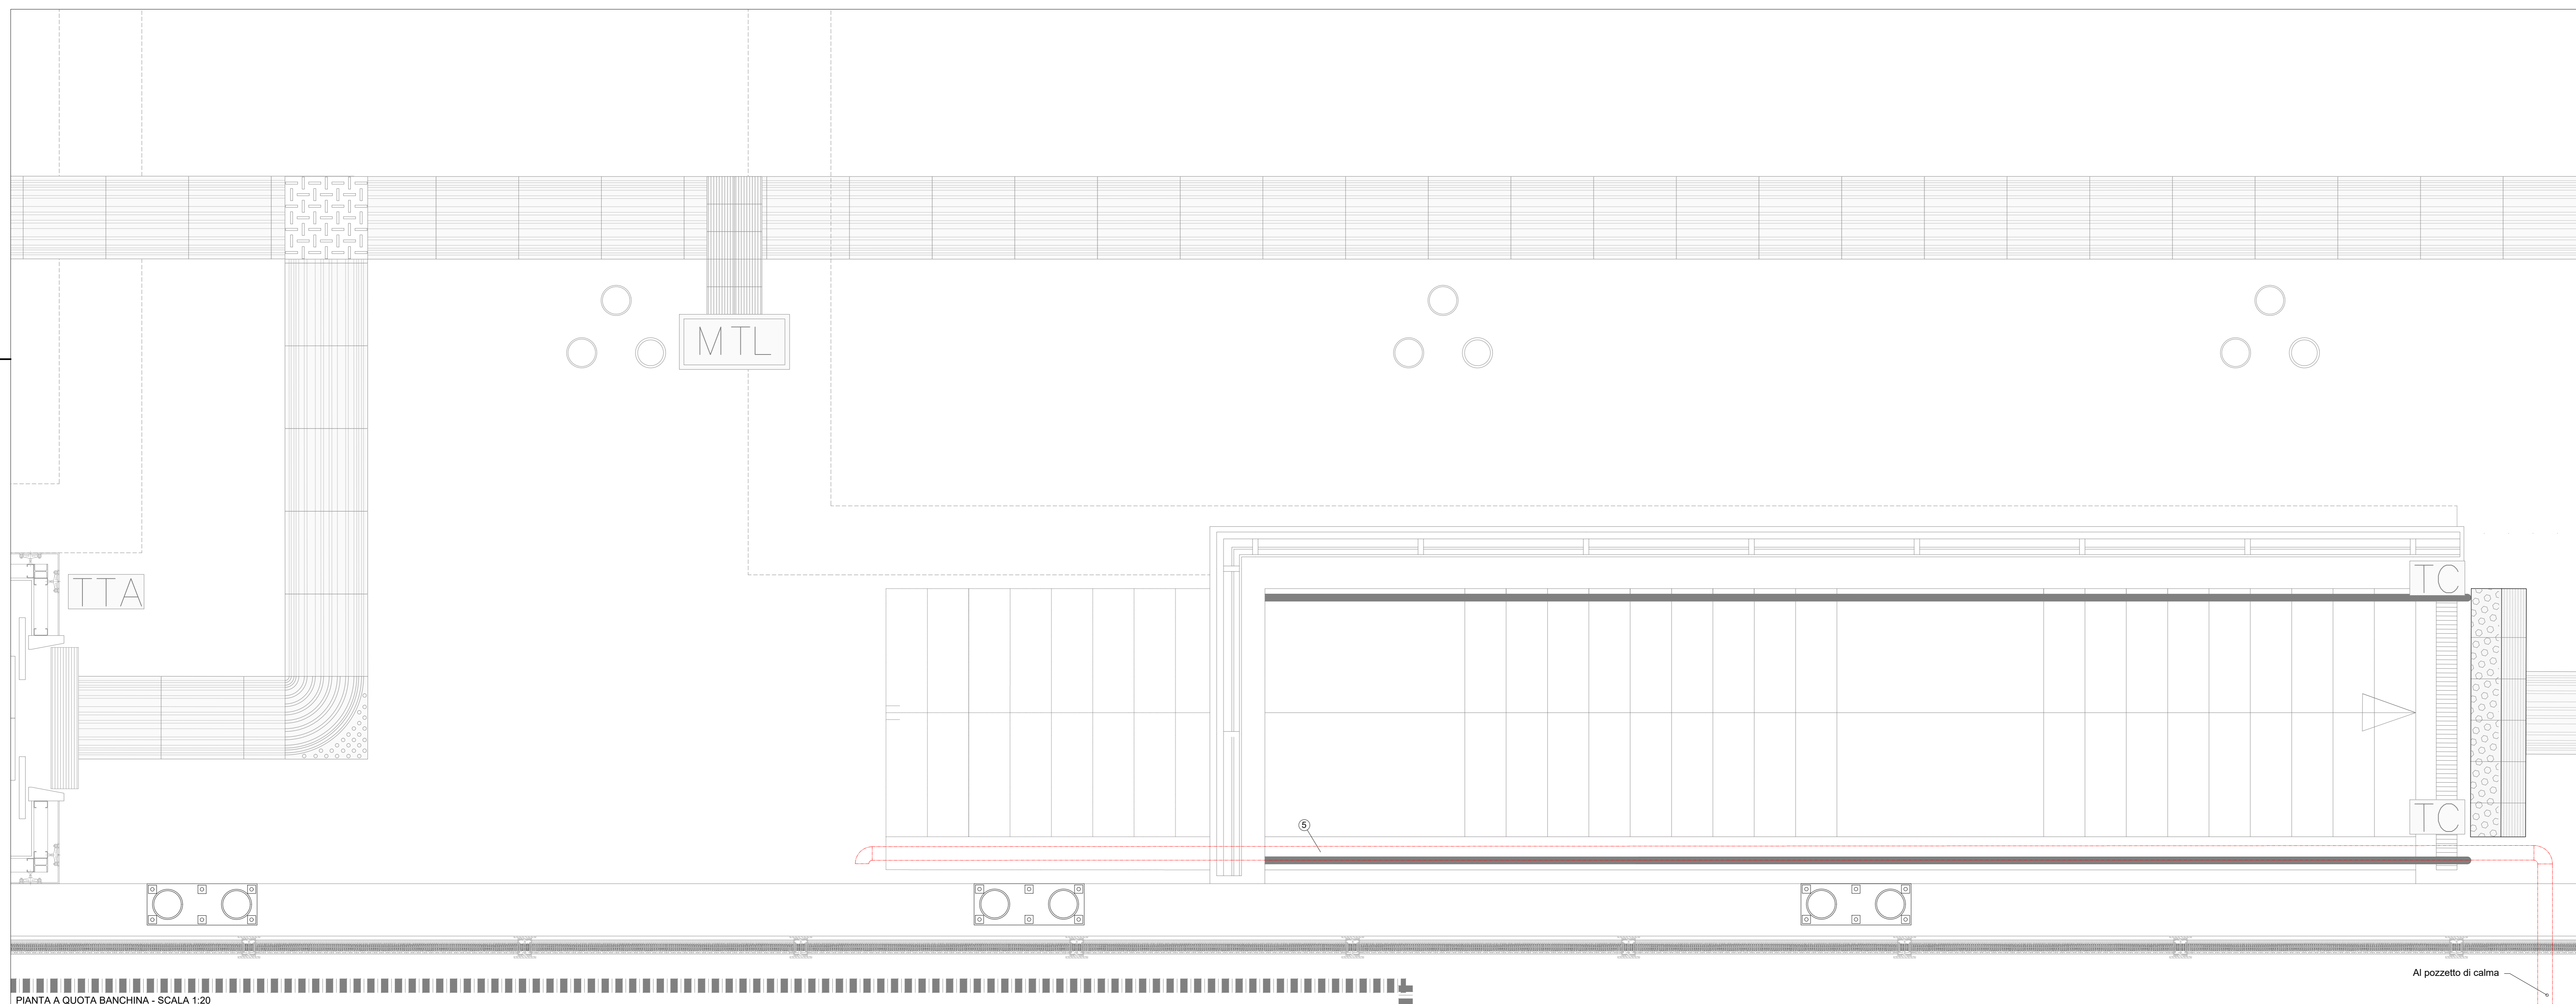 MTL
TTA
TC
5
TC
Al pozzetto di calma
PIANTA A QUOTA BANCHINA - SCALA 1:20